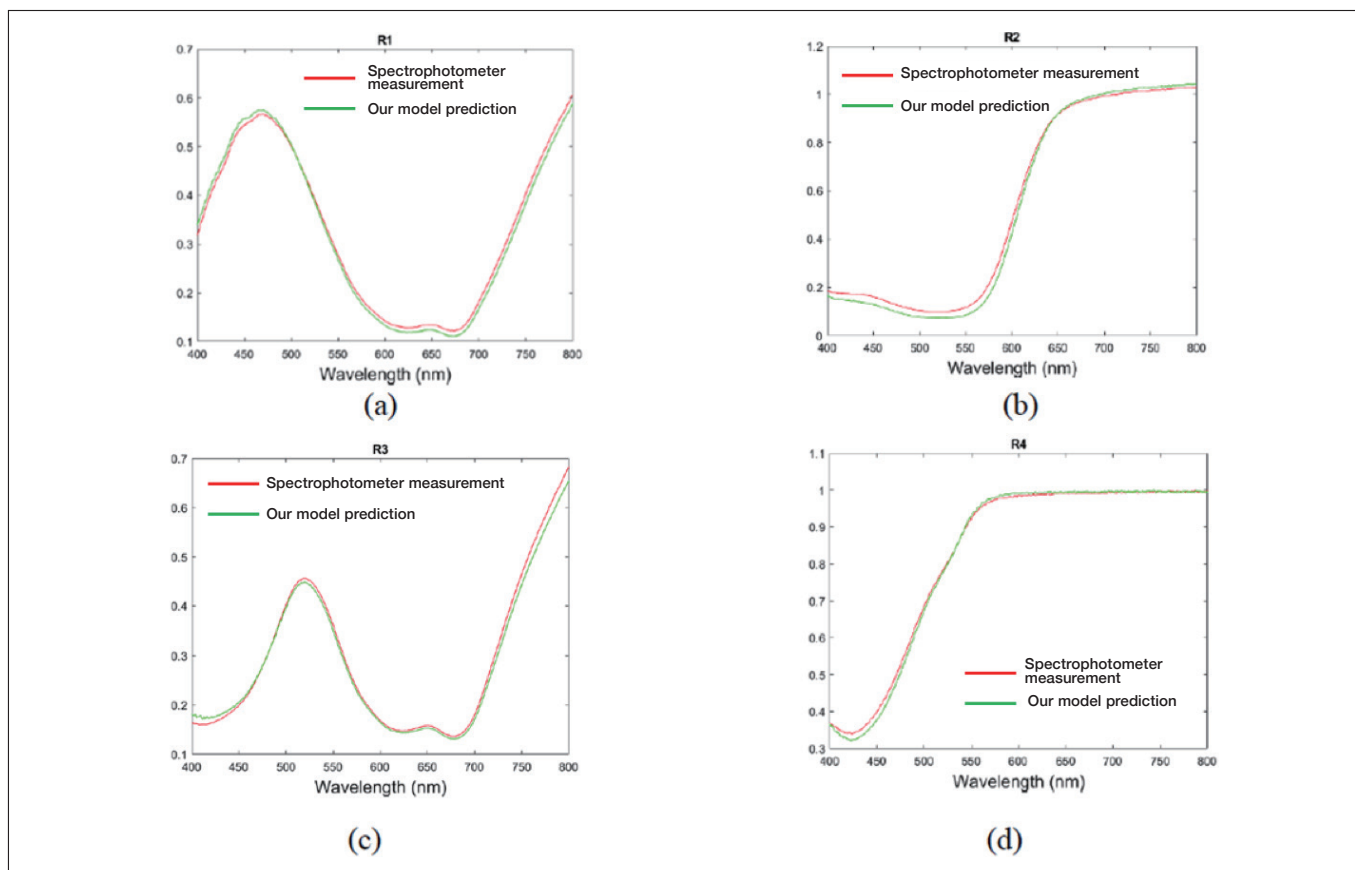 R1
0.7
0.6
0.5
0.4
0.3
0.2
0.1
Spectrophotometer
measurement
Our model prediction
400 450 500 550 600 650 700 750 800
Wavelength (nm)
(a)
R2
1.2
1
0.8
0.6
0.4
0.2
0
Spectrophotometer measurement
Our model prediction
400 450 500 550 600 650 700 750 800
Wavelength (nm)
(b)
R3
0.7
0.6
0.5
0.4
0.3
0.2
0.1
Spectrophotometer measurement
Our model prediction
400 450 500 550 600 650 700 750 800
Wavelength (nm)
(c)
R4
1.1
1
0.9
0.8
0.7
0.6
0.5
0.4
0.3
Spectrophotometer
measurement
Our model prediction
400 450 500 550 600 650 700 750 800
Wavelength (nm)
(d)